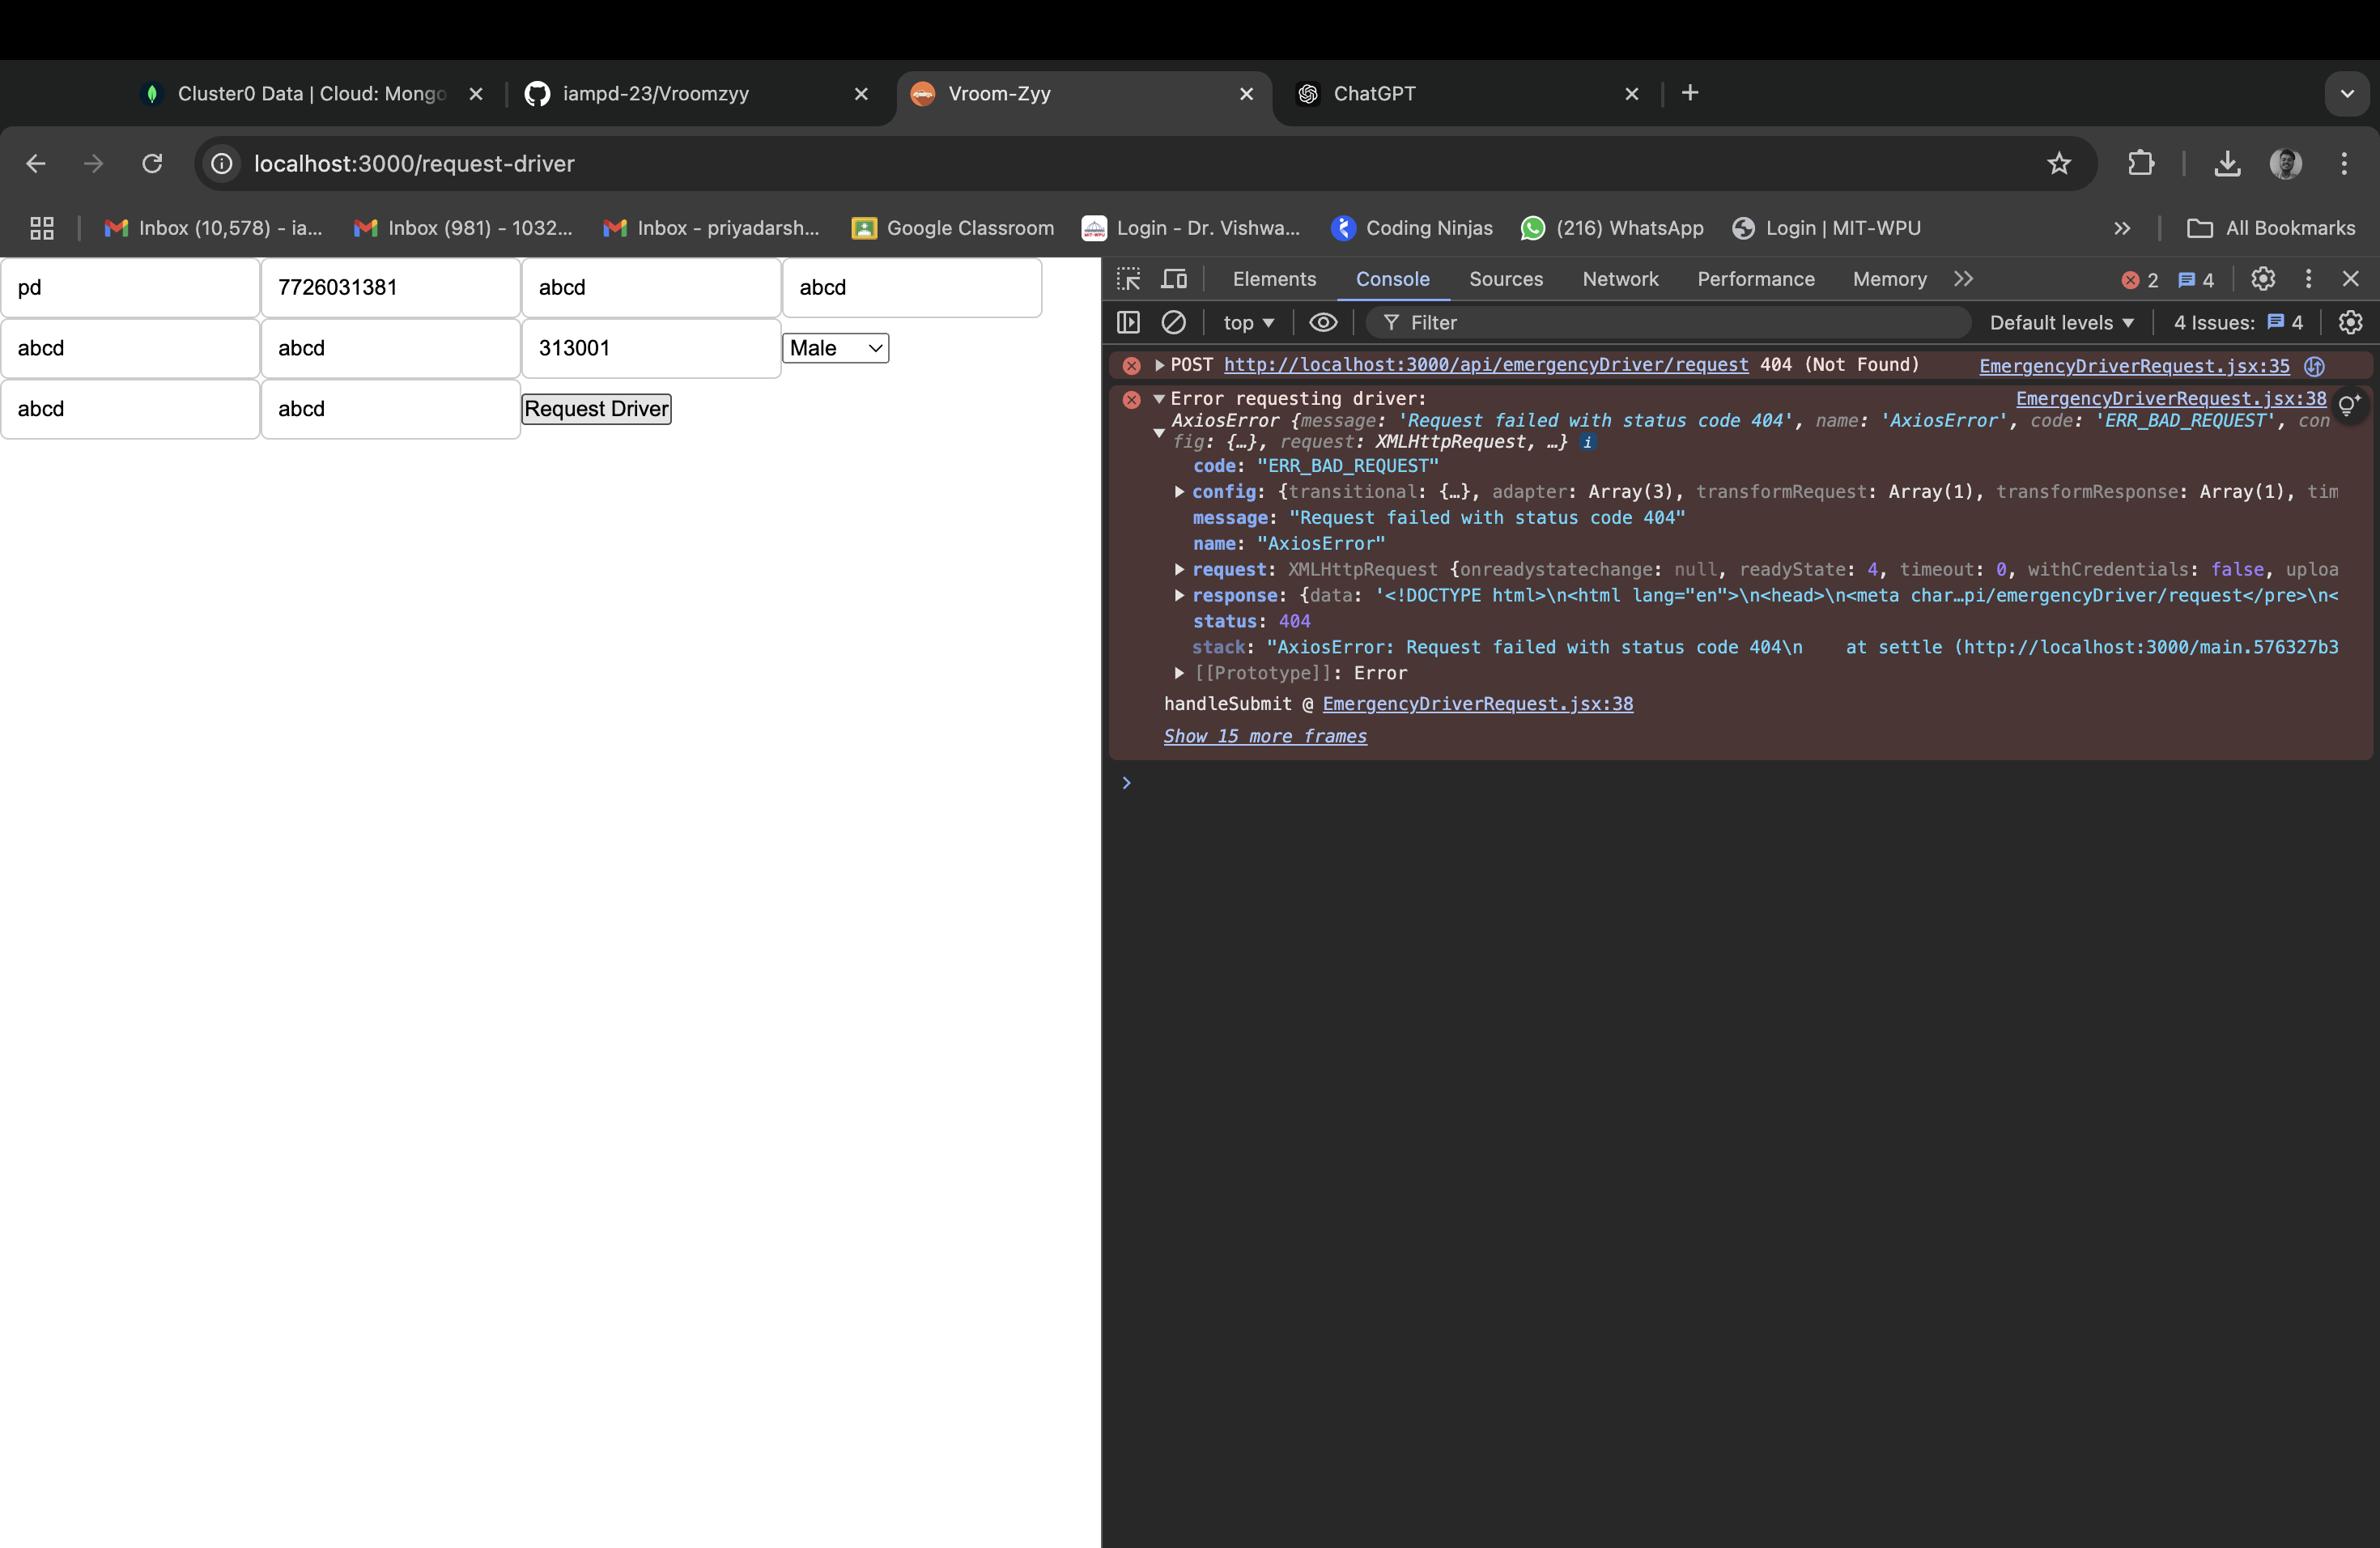 Cluster0 Data | Cloud: Mongo
iampd-23/Vroomzyy
Vroom-Zyy
ChatGPT
localhost:3000/request-driver
Inbox (10,578) - ia...
Inbox (981) - 1032...
Inbox - priyadarsh...
Google Classroom
Login - Dr. Vishwa...
Coding Ninjas
(216) WhatsApp
Login | MIT-WPU
All Bookmarks
pd
7726031381
abcd
abcd
abcd
abcd
313001
Male
abcd
abcd
Request Driver
Elements
Console
Sources
Network
Performance
Memory
2
4
top
Filter
Default levels
4 Issues:
4
POST http://localhost:3000/api/emergencyDriver/request 404 (Not Found)
EmergencyDriverRequest.jsx:35
Error requesting driver:
EmergencyDriverRequest.jsx:38
AxiosError {message: 'Request failed with status code 404', name: 'AxiosError', code: 'ERR_BAD_REQUEST', con
fig: {…}, request: XMLHttpRequest, …} i
code: "ERR_BAD_REQUEST"
config: {transitional: {…}, adapter: Array(3), transformRequest: Array(1), transformResponse: Array(1), tim
message: "Request failed with status code 404"
name: "AxiosError"
request: XMLHttpRequest {onreadystatechange: null, readyState: 4, timeout: 0, withCredentials: false, uploa
response: {data: '<!DOCTYPE html>\n<html lang="en">\n<head>\n<meta char…pi/emergencyDriver/request</pre>\n<
status: 404
stack: "AxiosError: Request failed with status code 404\n    at settle (http://localhost:3000/main.576327b3
[[Prototype]]: Error
handleSubmit @ EmergencyDriverRequest.jsx:38
Show 15 more frames